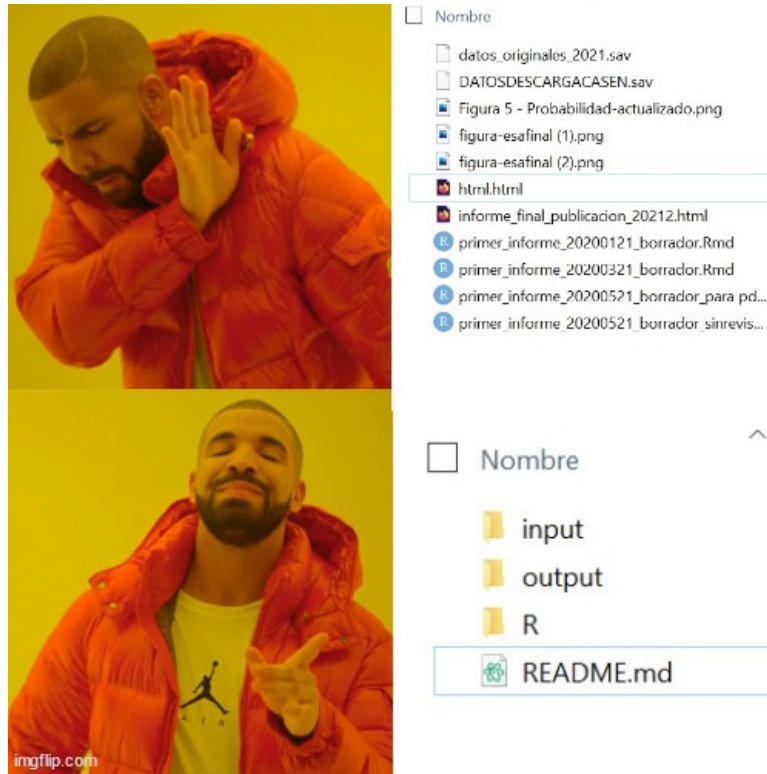 Nombre
datos_originales_2021.sav
DATOSDESCARGACASEN.sav
Figura 5 - Probabilidad-actualizado.png
figura-esafinal (1).png
figura-esafinal (2).png
html.html
informe_final_publicacion_20212.html
R primer_informe_20200121_borrador.Rmd
R primer_informe_20200321_borrador.Rmd
R primer_informe_20200521_borrador_para pd...
R primer_informe_20200521_borrador_sinrevis...
Nombre
input
output
R
README.md
AIR
imgflip.com